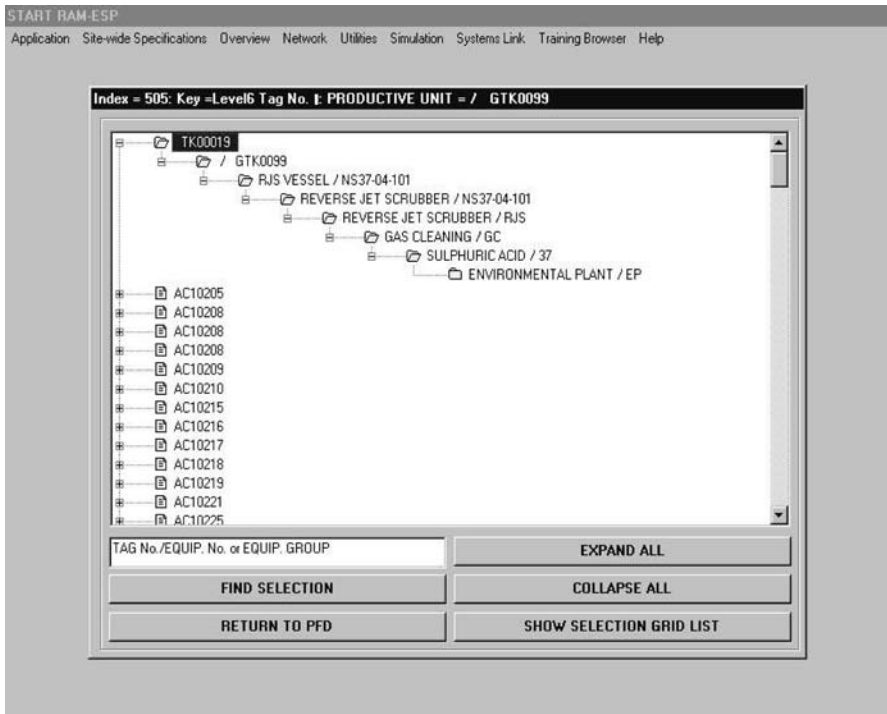 START RAM-ESP
Application Site-wide Specifications Overview Network Utilities Simulation Systems Link Training Browser Help
Index = 505: Key =Level6 Tag No. [: PRODUCTIVE UNIT = / GTK0099
TK00019
/ GTK0099
RJS VESSEL / NS37-04-101
REVERSE JET SCRUBBER / NS37-04-101
REVERSE JET SCRUBBER / RJS
GAS CLEANING / GC
SULPHURIC ACID / 37
ENVIRONMENTAL PLANT / EP
AC10205
AC10208
AC10208
AC10208
AC10209
AC10210
AC10215
AC10216
AC10217
AC10218
AC10219
AC10221
AC10225
TAG No./EQUIP. No. or EQUIP. GROUP
EXPAND ALL
FIND SELECTION
COLLAPSE ALL
RETURN TO PFD
SHOW SELECTION GRID LIST